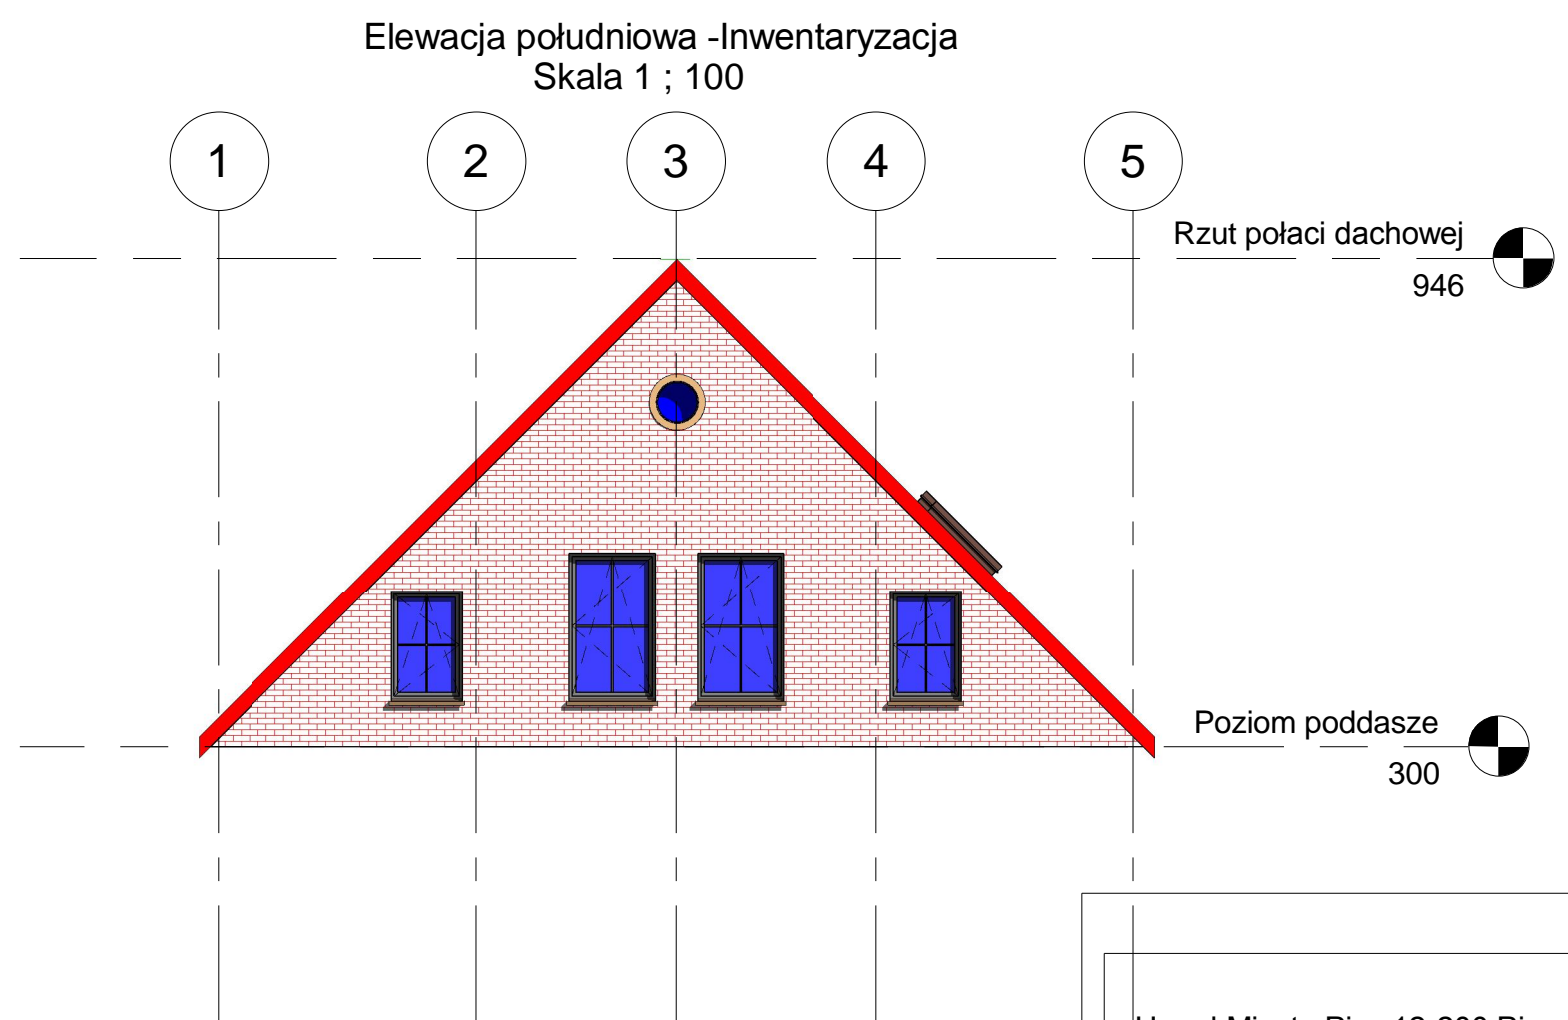 Elewacja południowa -Inwentaryzacja
Skala 1 ; 100
1 2 3 4 5
Rzut połaci dachowej
946
Poziom poddasze
300